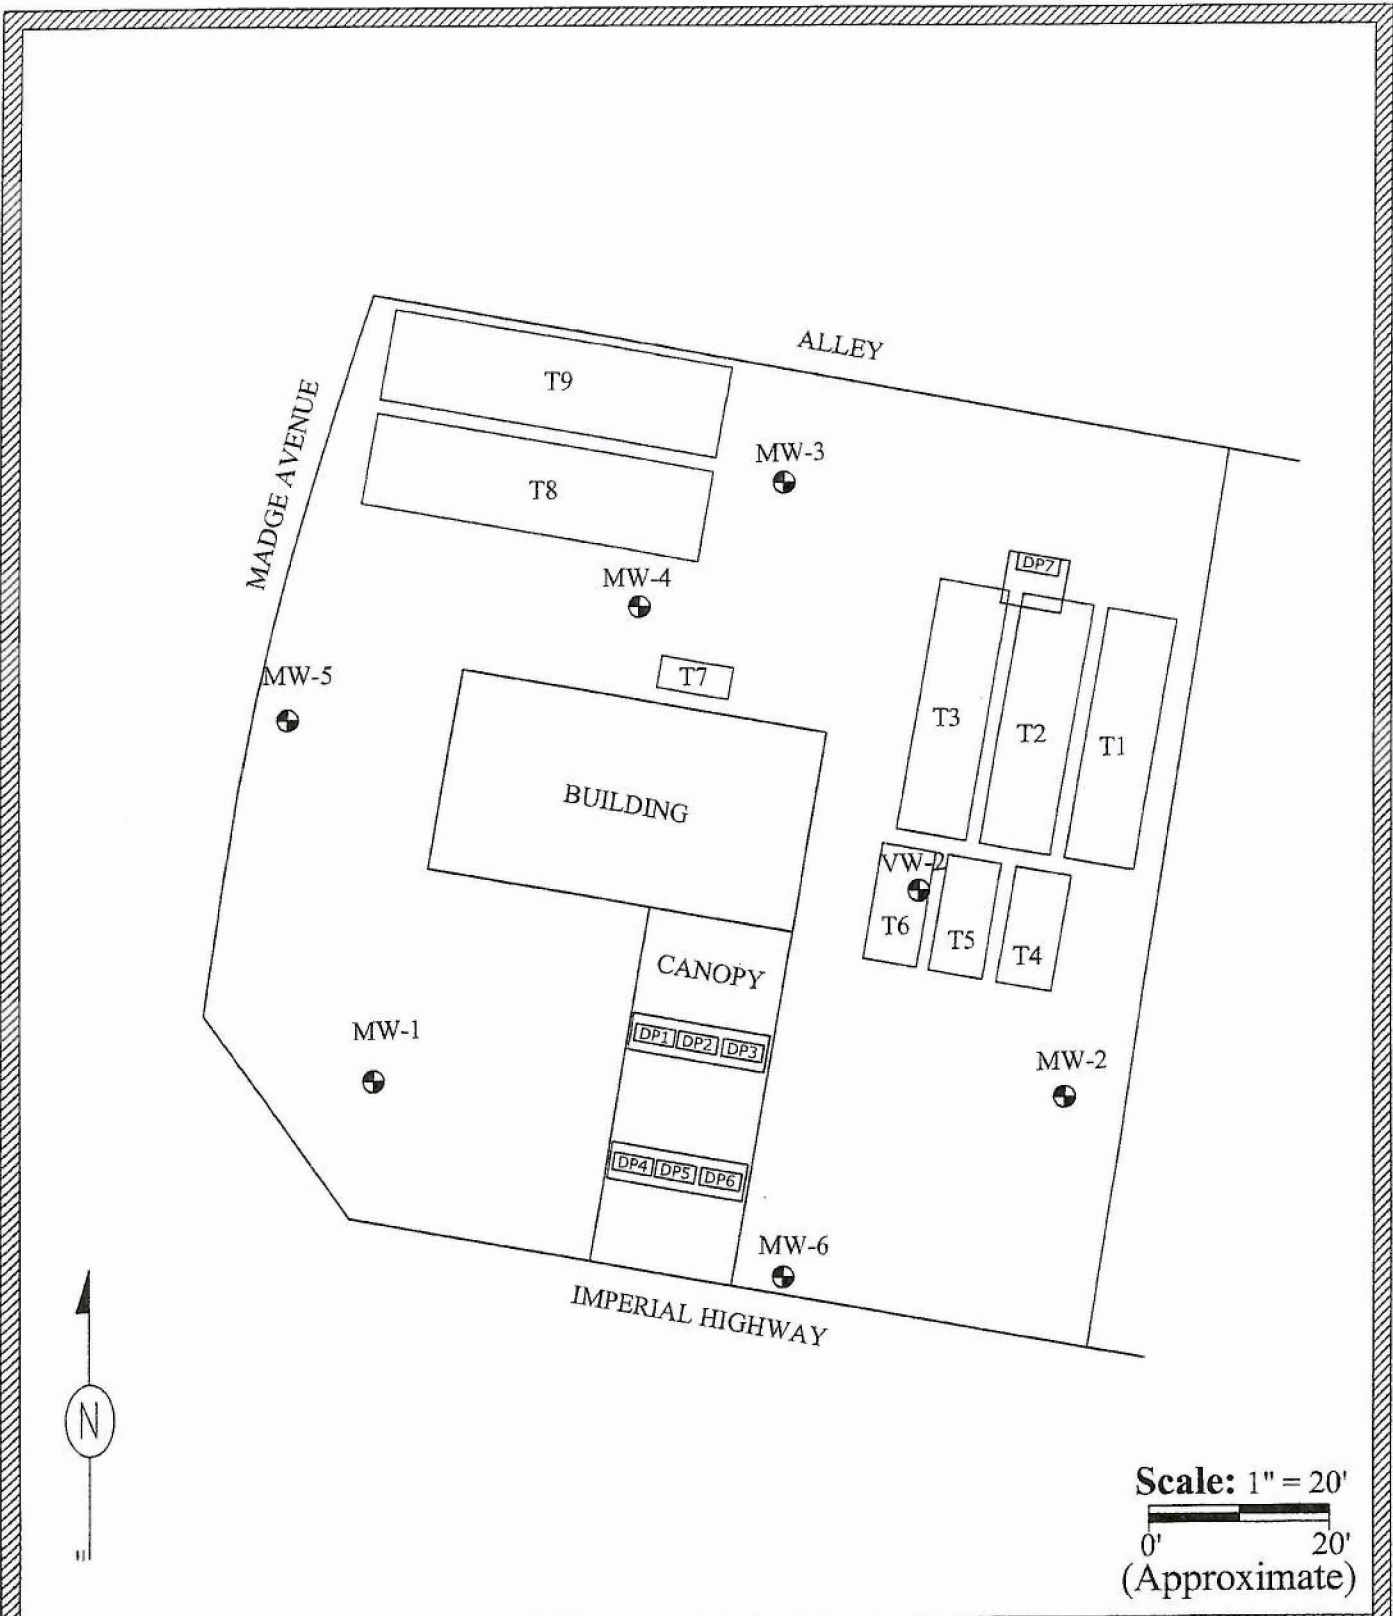 ALLEY
T9
MADGE AVENUE
MW-3
T8
DP7
MW-4
MW-5
T7
T3
T2
T1
BUILDING
VW-2
T6
T5
T4
CANOPY
MW-1
DP1 DP2 DP3
MW-2
DP4 DP5 DP6
MW-6
IMPERIAL HIGHWAY
N
Scale: 1" = 20'
0' 20'
(Approximate)